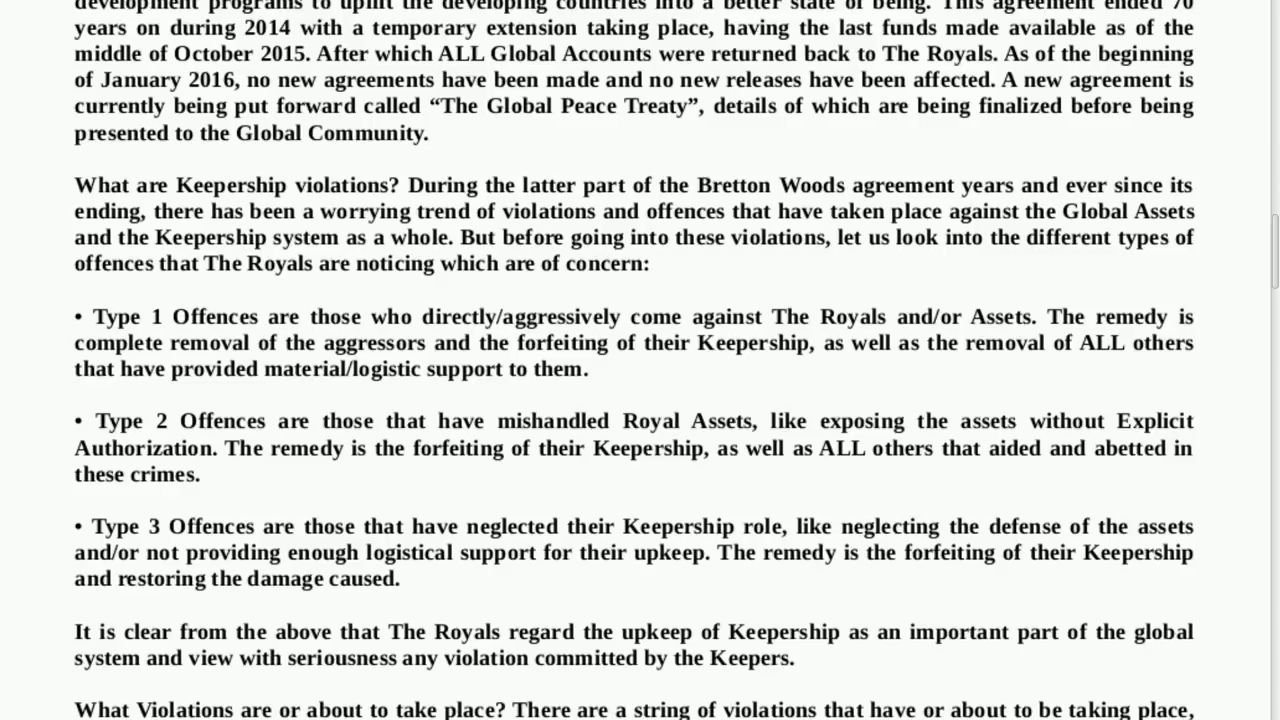 development programs to uplift the developing countries into a better state of being. This agreement ended 70
years on during 2014 with a temporary extension taking place, having the last funds made available as of the
middle of October 2015. After which ALL Global Accounts were returned back to The Royals. As of the beginning
of January 2016, no new agreements have been made and no new releases have been affected. A new agreement is
currently being put forward called “The Global Peace Treaty”, details of which are being finalized before being
presented to the Global Community.
What are Keepership violations? During the latter part of the Bretton Woods agreement years and ever since its
ending, there has been a worrying trend of violations and offences that have taken place against the Global Assets
and the Keepership system as a whole. But before going into these violations, let us look into the different types of
offences that The Royals are noticing which are of concern:
• Type 1 Offences are those who directly/aggressively come against The Royals and/or Assets. The remedy is
complete removal of the aggressors and the forfeiting of their Keepership, as well as the removal of ALL others
that have provided material/logistic support to them.
• Type 2 Offences are those that have mishandled Royal Assets, like exposing the assets without Explicit
Authorization. The remedy is the forfeiting of their Keepership, as well as ALL others that aided and abetted in
these crimes.
• Type 3 Offences are those that have neglected their Keepership role, like neglecting the defense of the assets
and/or not providing enough logistical support for their upkeep. The remedy is the forfeiting of their Keepership
and restoring the damage caused.
It is clear from the above that The Royals regard the upkeep of Keepership as an important part of the global
system and view with seriousness any violation committed by the Keepers.
What Violations are or about to take place? There are a string of violations that have or about to be taking place,